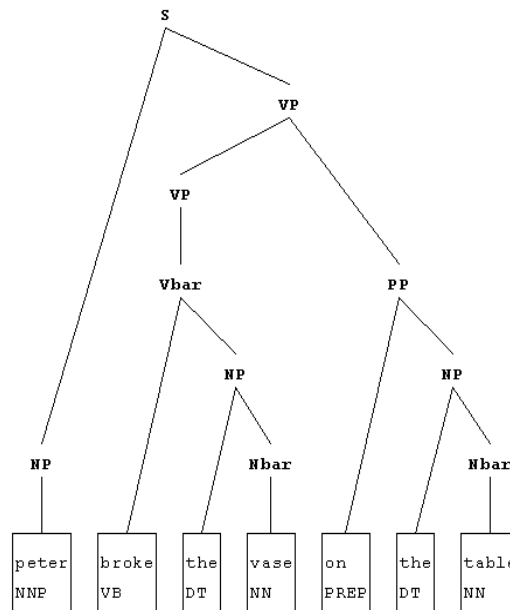 S
VP
VP
Vbar PP
NP NP
NP Nbar Nbar
peter broke the vase on the table
NNP VB DT NN PREP DT NN